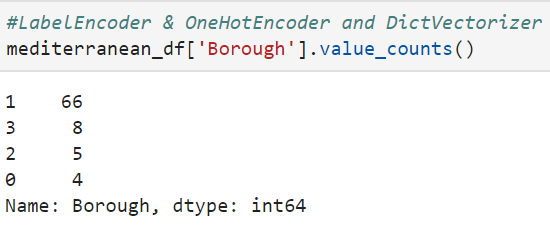 #LabelEncoder & OneHotEncoder and DictVectorizer
mediterranean_df['Borough'].value_counts()
1    66
3     8
2     5
0     4
Name: Borough, dtype: int64